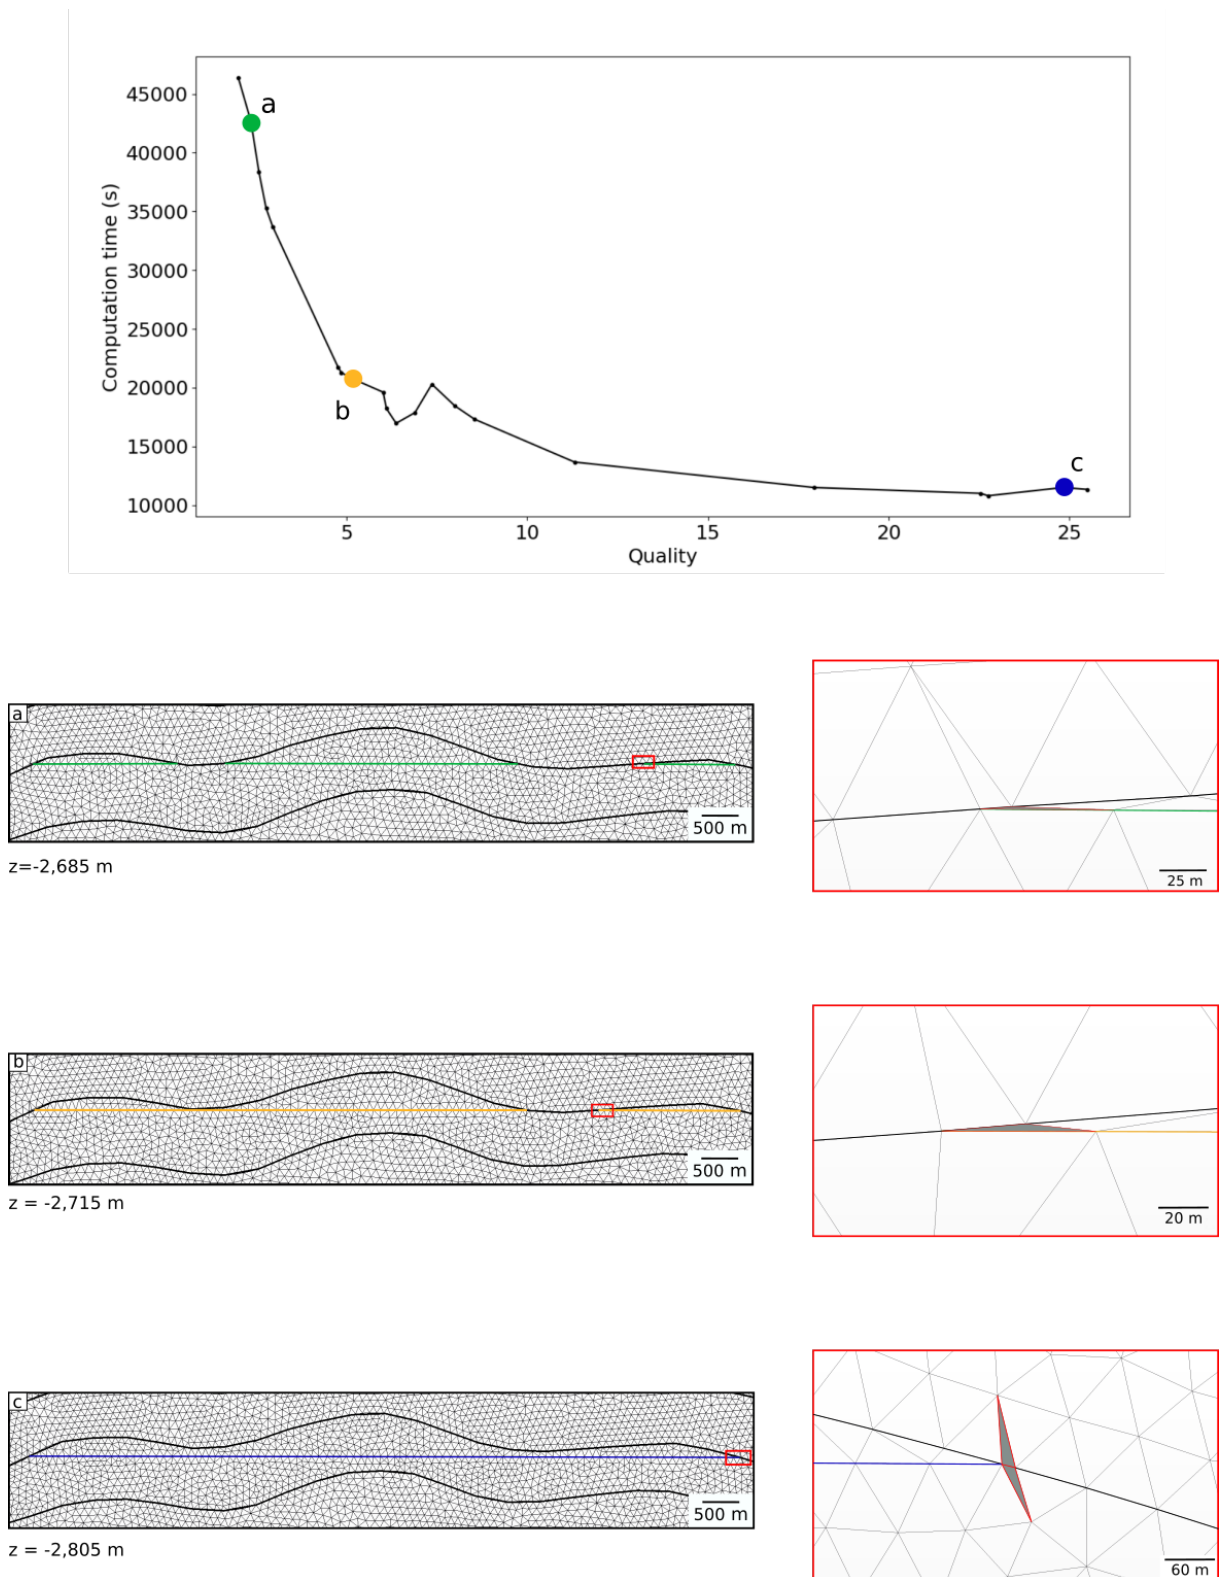 45000
40000
35000
30000
25000
20000
15000
10000
Computation time (s)
a
b
c
5 10 15 20 25
Quality
a
500 m
z=-2,685 m
25 m
b
500 m
z = -2,715 m
20 m
c
500 m
z = -2,805 m
60 m